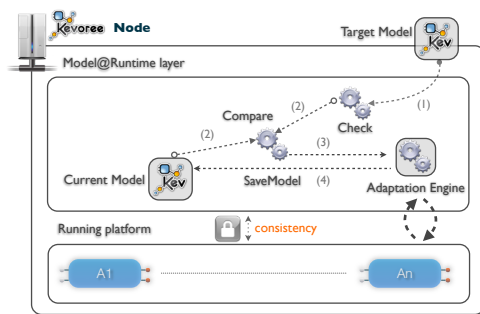 Kevoree Node
Target Model
Kev
Model@Runtime layer
(1)
(2)
Compare
Check
(2)
(3)
Kev
Current Model
SaveModel
(4)
Adaptation Engine
Running platform
consistency
A1
An